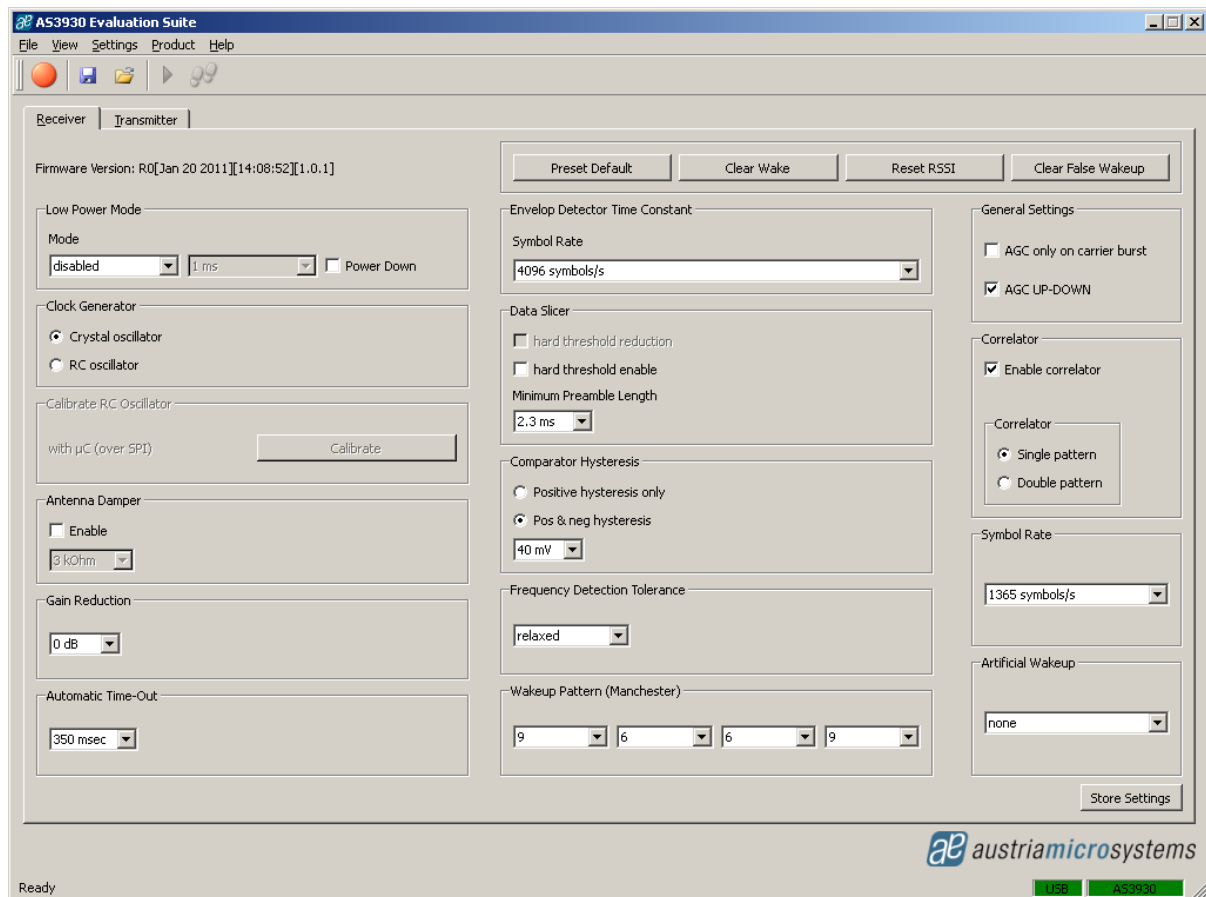 AS3930 Evaluation Suite
File View Settings Product Help
Receiver Transmitter
Firmware Version: R0[Jan 20 2011][14:08:52][1.0.1]
Preset Default Clear Wake Reset RSSI Clear False Wakeup
Low Power Mode
Mode
disabled 1 ms Power Down
Clock Generator
Crystal oscillator
RC oscillator
Calibrate RC Oscillator
with µC (over SPI) Calibrate
Antenna Damper
Enable
3 kOhm
Gain Reduction
0 dB
Automatic Time-Out
350 msec
Envelop Detector Time Constant
Symbol Rate
4096 symbols/s
Data Slicer
hard threshold reduction
hard threshold enable
Minimum Preamble Length
2.3 ms
Comparator Hysteresis
Positive hysteresis only
Pos & neg hysteresis
40 mV
Frequency Detection Tolerance
relaxed
Wakeup Pattern (Manchester)
9 6 6 9
General Settings
AGC only on carrier burst
AGC UP-DOWN
Correlator
Enable correlator
Correlator
Single pattern
Double pattern
Symbol Rate
1365 symbols/s
Artificial Wakeup
none
Store Settings
austriamicrosystems
Ready
USB AS3930